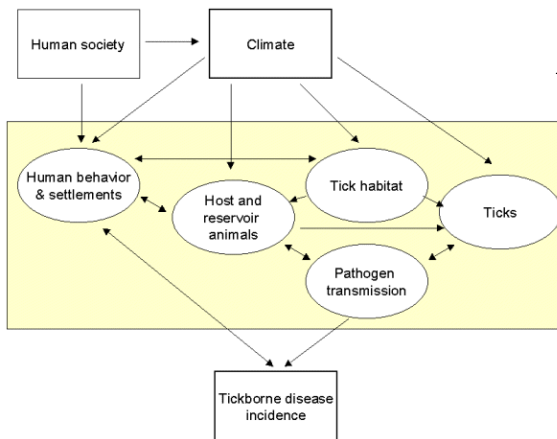 Human society
Climate
Human behavior
& settlements
Host and
reservoir
animals
Tick habitat
Ticks
Pathogen
transmission
Tickborne disease
incidence